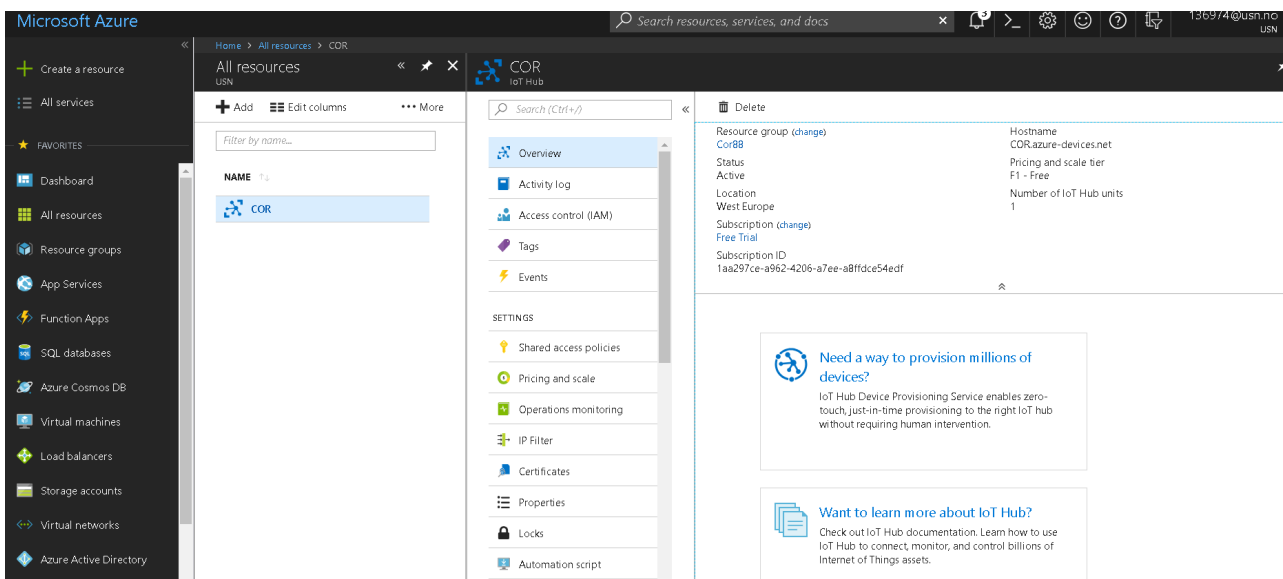 Microsoft Azure
Search resources, services, and docs
3
136974@usn.no
USN
Create a resource
All services
FAVORITES
Dashboard
All resources
Resource groups
App Services
Function Apps
SQL databases
Azure Cosmos DB
Virtual machines
Load balancers
Storage accounts
Virtual networks
Azure Active Directory
Home > All resources > COR
All resources
USN
Add Edit columns ••• More
Filter by name...
NAME
COR
COR
IoT Hub
Search (Ctrl+/)
Overview
Activity log
Access control (IAM)
Tags
Events
SETTINGS
Shared access policies
Pricing and scale
Operations monitoring
IP Filter
Certificates
Properties
Locks
Automation script
Delete
Resource group (change)
Cor88
Status
Active
Location
West Europe
Subscription (change)
Free Trial
Subscription ID
1aa297ce-a962-4206-a7ee-a8ffdce54edf
Hostname
COR.azure-devices.net
Pricing and scale tier
F1 - Free
Number of IoT Hub units
1
Need a way to provision millions of
devices?
IoT Hub Device Provisioning Service enables zero-
touch, just-in-time provisioning to the right IoT hub
without requiring human intervention.
Want to learn more about IoT Hub?
Check out IoT Hub documentation. Learn how to use
IoT Hub to connect, monitor, and control billions of
Internet of Things assets.